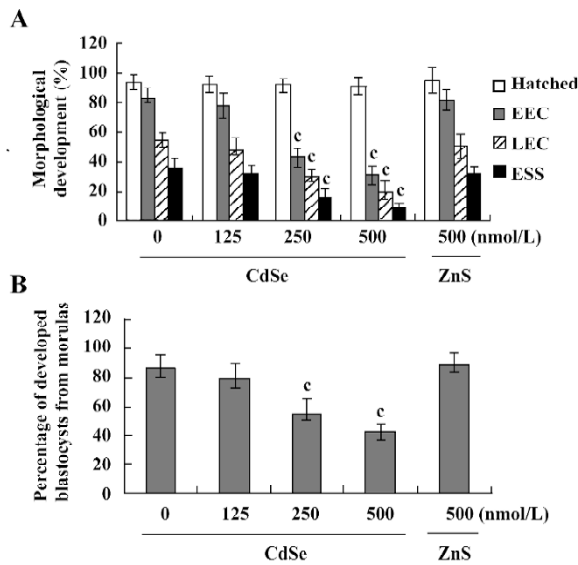 A
Morphological
development (%)
120
100
80
60
40
20
0
c
c
c
c
c
c
Hatched
EEC
LEC
ESS
0 125 250 500 500 (nmol/L)
CdSe ZnS
B
Percentage of developed
blastocysts from morulas
120
100
80
60
40
20
0
c
c
0 125 250 500 500 (nmol/L)
CdSe ZnS